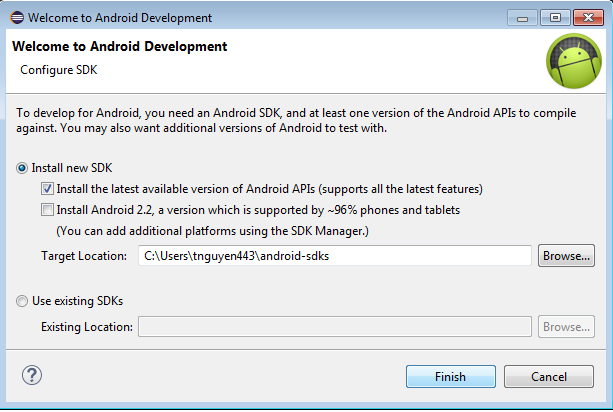 Welcome to Android Development
Welcome to Android Development
Configure SDK
To develop for Android, you need an Android SDK, and at least one version of the Android APIs to compile
against. You may also want additional versions of Android to test with.
Install new SDK
Install the latest available version of Android APIs (supports all the latest features)
Install Android 2.2, a version which is supported by ~96% phones and tablets
(You can add additional platforms using the SDK Manager.)
Target Location: C:\Users\tnguyen443\android-sdks Browse...
Use existing SDKs
Existing Location: Browse...
? Finish Cancel